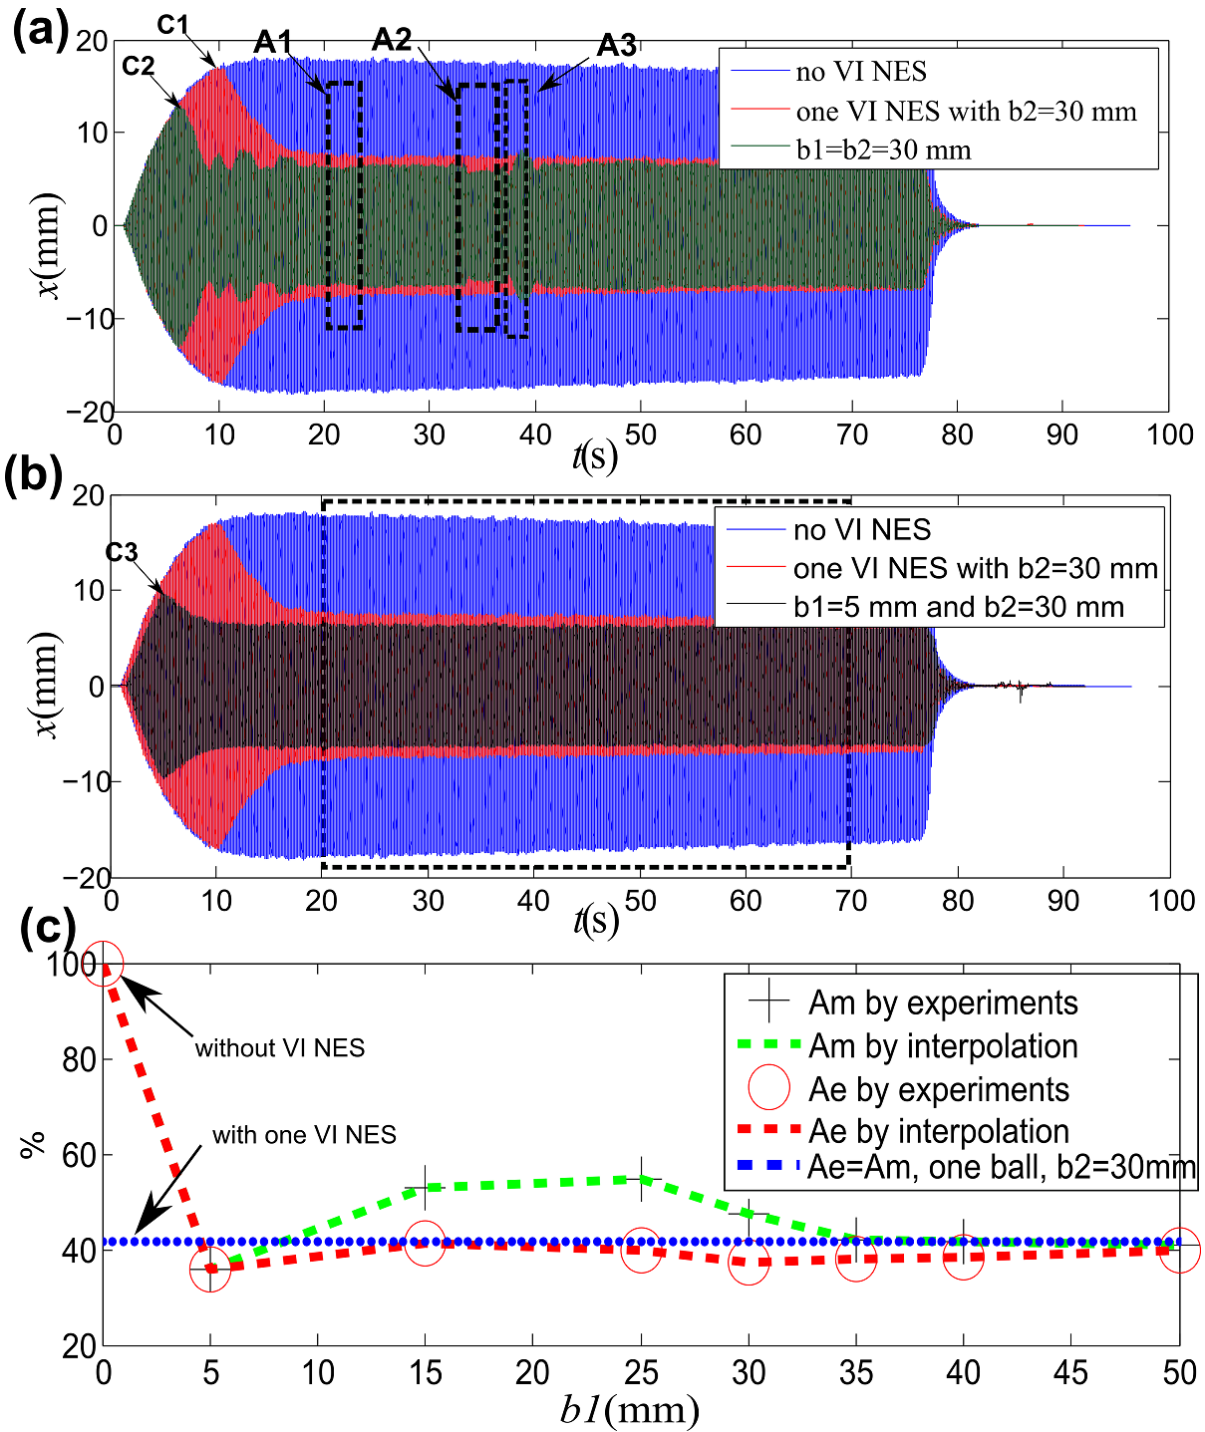 (a)
C1
C2
A1
A2
A3
20
10
0
−10
−20
x(mm)
no VI NES
one VI NES with b2=30 mm
b1=b2=30 mm
0 10 20 30 40 50 60 70 80 90 100
t(s)
(b)
C3
20
10
0
−10
−20
x(mm)
no VI NES
one VI NES with b2=30 mm
b1=5 mm and b2=30 mm
0 10 20 30 40 50 60 70 80 90 100
t(s)
(c)
100
80
60
40
20
%
without VI NES
with one VI NES
Am by experiments
Am by interpolation
Ae by experiments
Ae by interpolation
Ae=Am, one ball, b2=30mm
0 5 10 15 20 25 30 35 40 45 50
b1(mm)